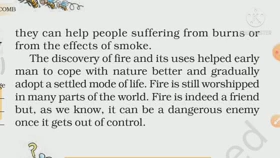 COMB
they can help people suffering from burns or
from the effects of smoke.
The discovery of fire and its uses helped early
man to cope with nature better and gradually
adopt a settled mode of life. Fire is still worshipped
in many parts of the world. Fire is indeed a friend
but, as we know, it can be a dangerous enemy
once it gets out of control.
?